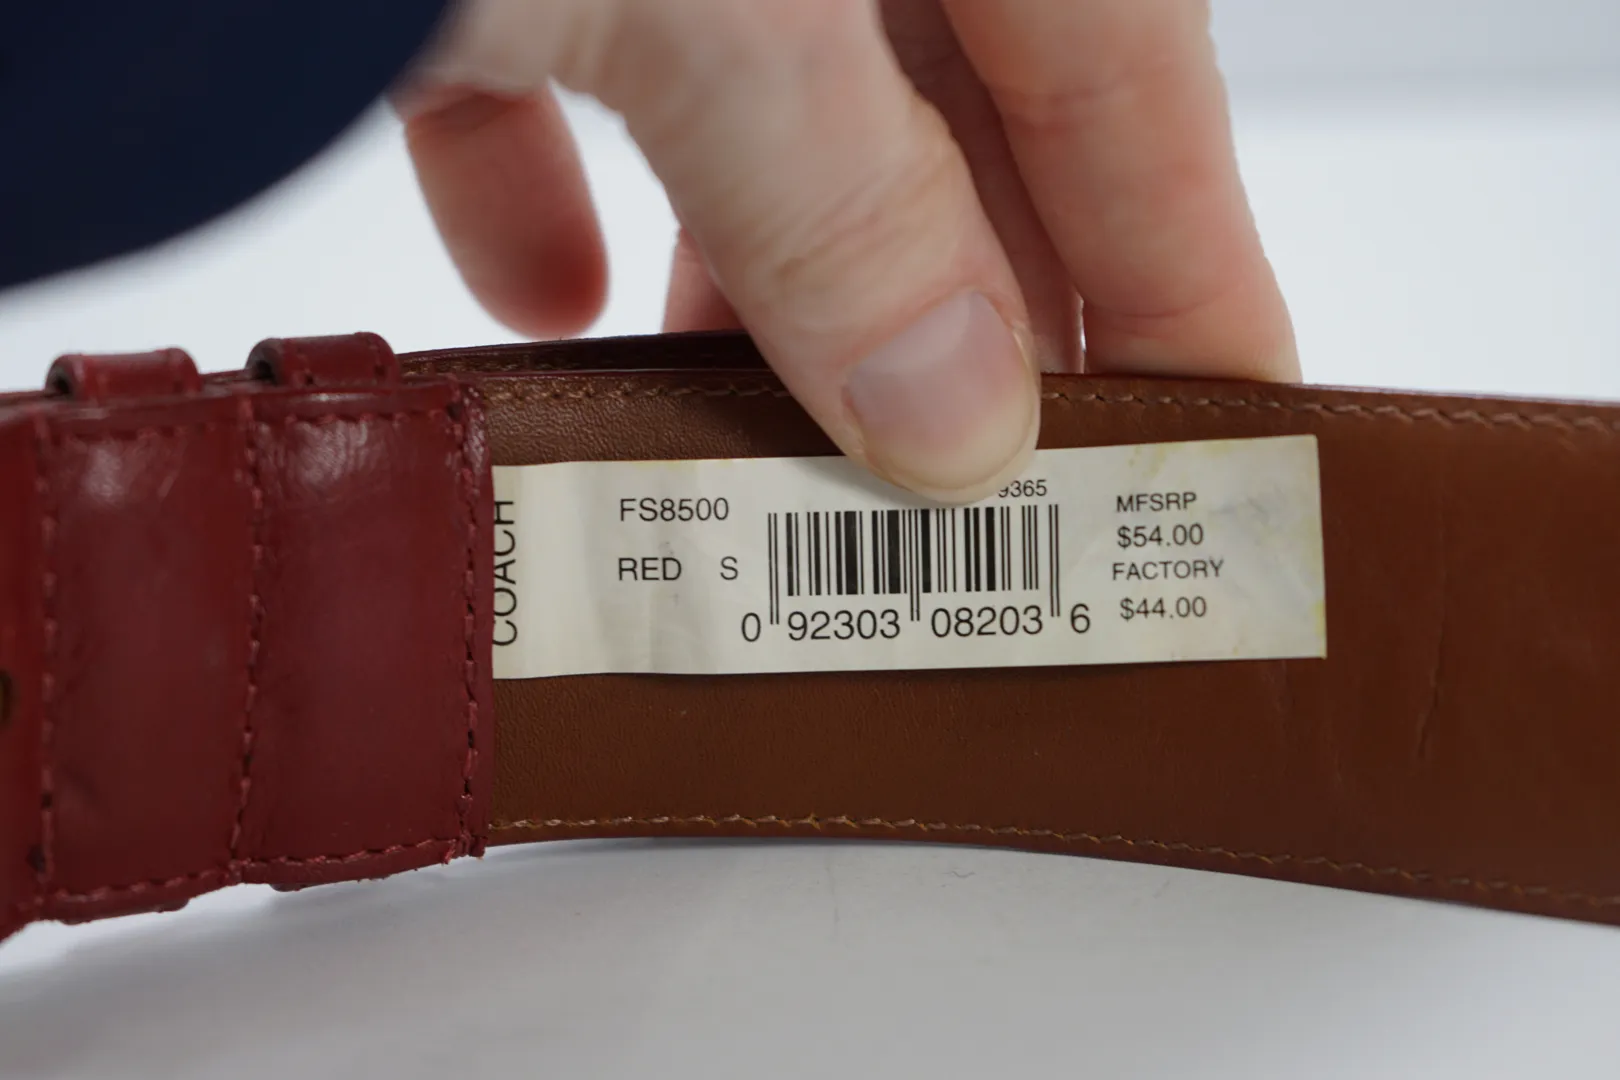 COACH
FS8500
RED S
9365
0 92303 08203 6
MFSRP
$54.00
FACTORY
$44.00